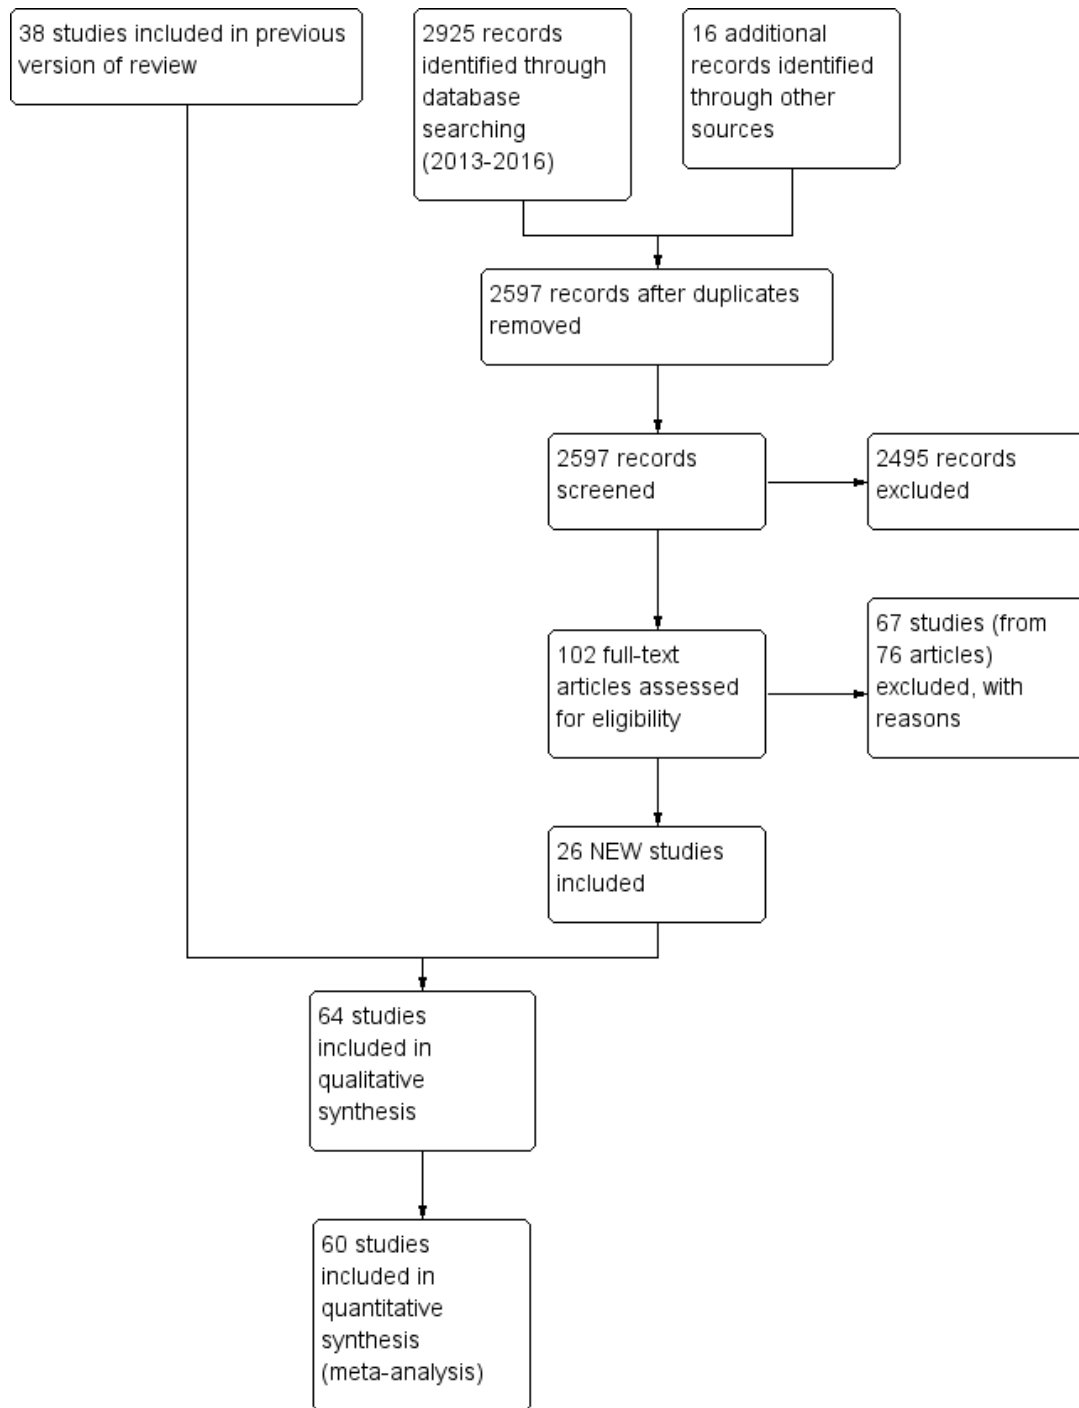 38 studies included in previous
version of review
2925 records
identified through
database
searching
(2013-2016)
16 additional
records identified
through other
sources
2597 records after duplicates
removed
2597 records
screened
2495 records
excluded
102 full-text
articles assessed
for eligibility
67 studies (from
76 articles)
excluded, with
reasons
26 NEW studies
included
64 studies
included in
qualitative
synthesis
60 studies
included in
quantitative
synthesis
(meta-analysis)